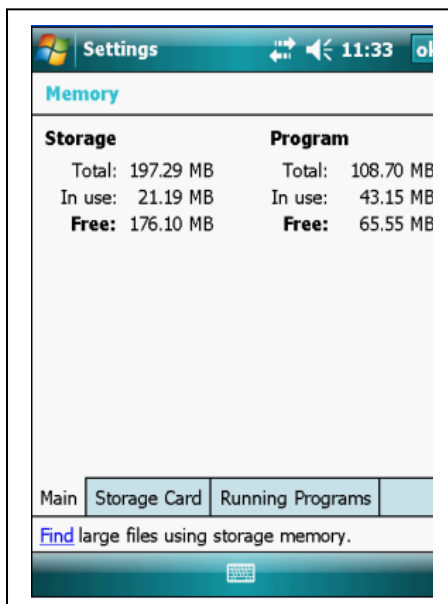 Settings 11:33 ok
Memory
Storage Program
Total: 197.29 MB Total: 108.70 MB
In use: 21.19 MB In use: 43.15 MB
Free: 176.10 MB Free: 65.55 MB
Main Storage Card Running Programs
Find large files using storage memory.